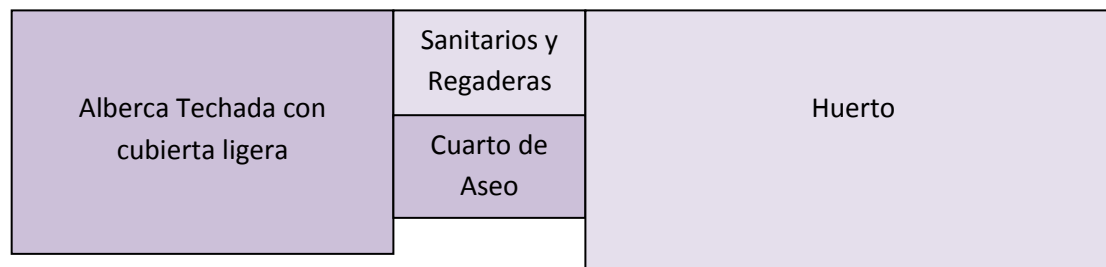 Alberca Techada con
cubierta ligera
Sanitarios y
Regaderas
Cuarto de
Aseo
Huerto